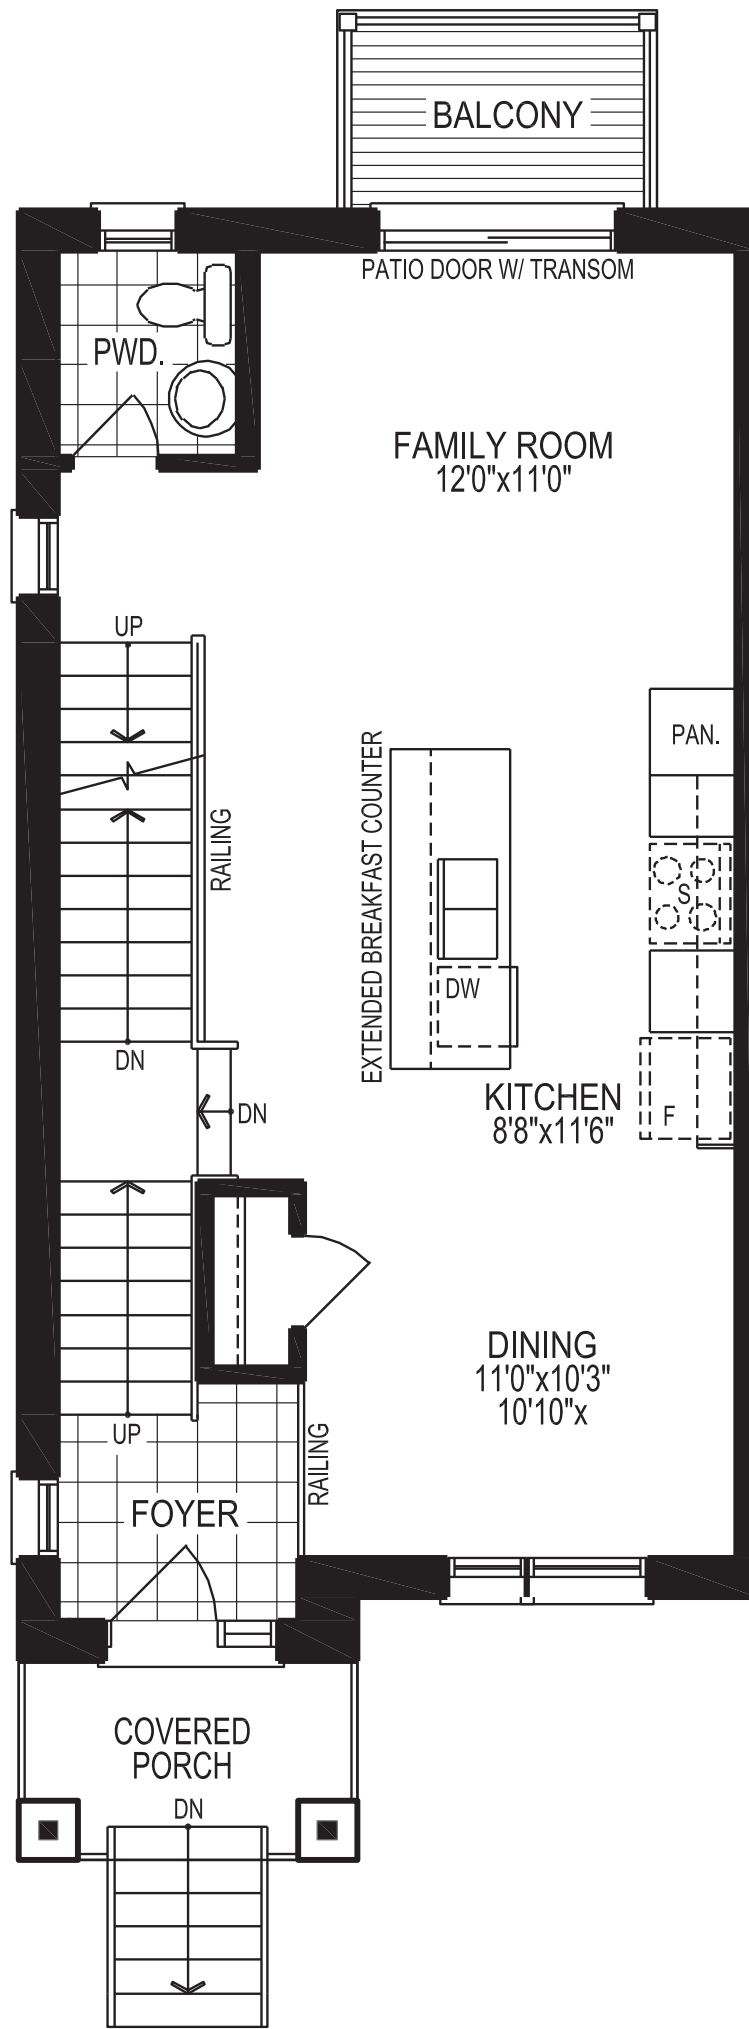 BALCONY
PATIO DOOR W/ TRANSOM
PWD.
FAMILY ROOM
12'0"x11'0"
UP
RAILING
EXTENDED BREAKFAST COUNTER
PAN.
S
DW
DN
DN
KITCHEN
8'8"x11'6"
F
DINING
11'0"x10'3"
10'10"x
UP
RAILING
FOYER
COVERED
PORCH
DN